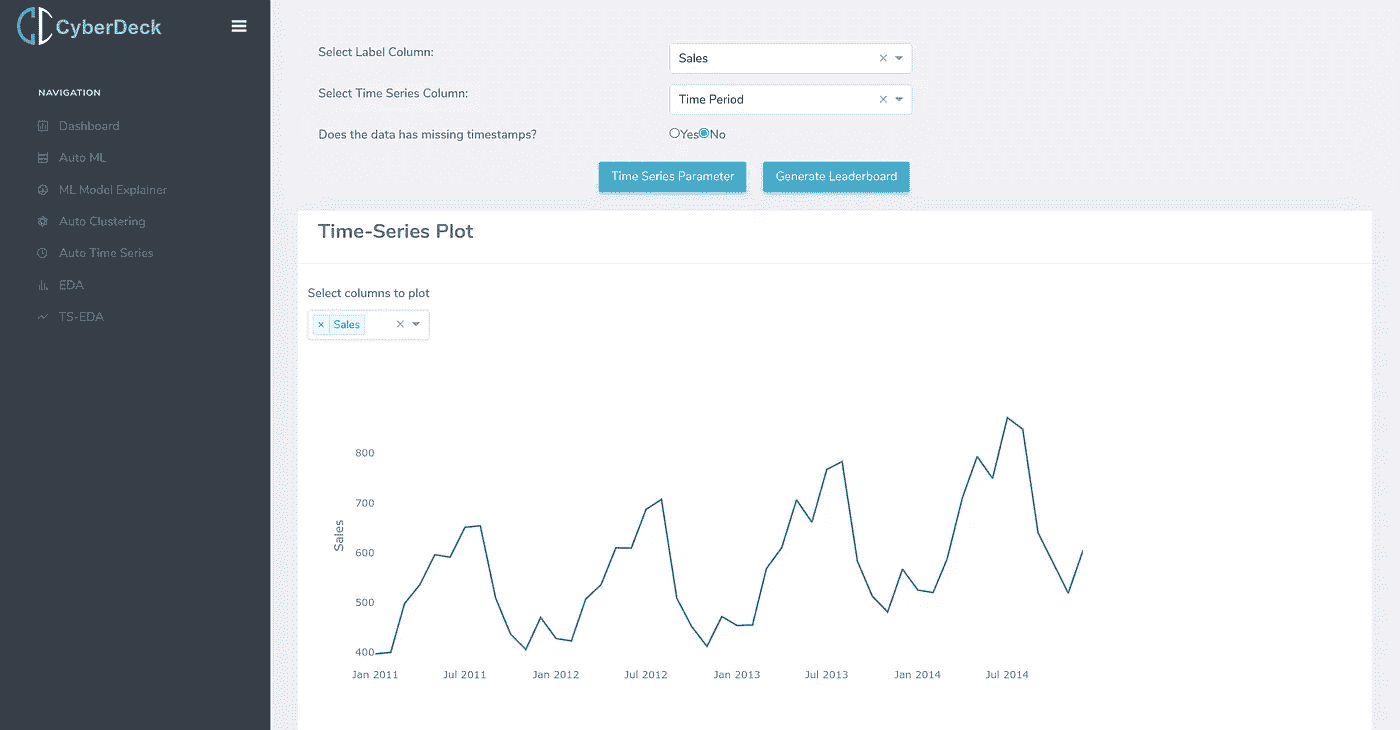 CyberDeck
NAVIGATION
Dashboard
Auto ML
ML Model Explainer
Auto Clustering
Auto Time Series
EDA
TS-EDA
Select Label Column:
Sales
Select Time Series Column:
Time Period
Does the data has missing timestamps?
Yes No
Time Series Parameter Generate Leaderboard
Time-Series Plot
Select columns to plot
× Sales
800
700
600
500
400
Sales
Jan 2011 Jul 2011 Jan 2012 Jul 2012 Jan 2013 Jul 2013 Jan 2014 Jul 2014